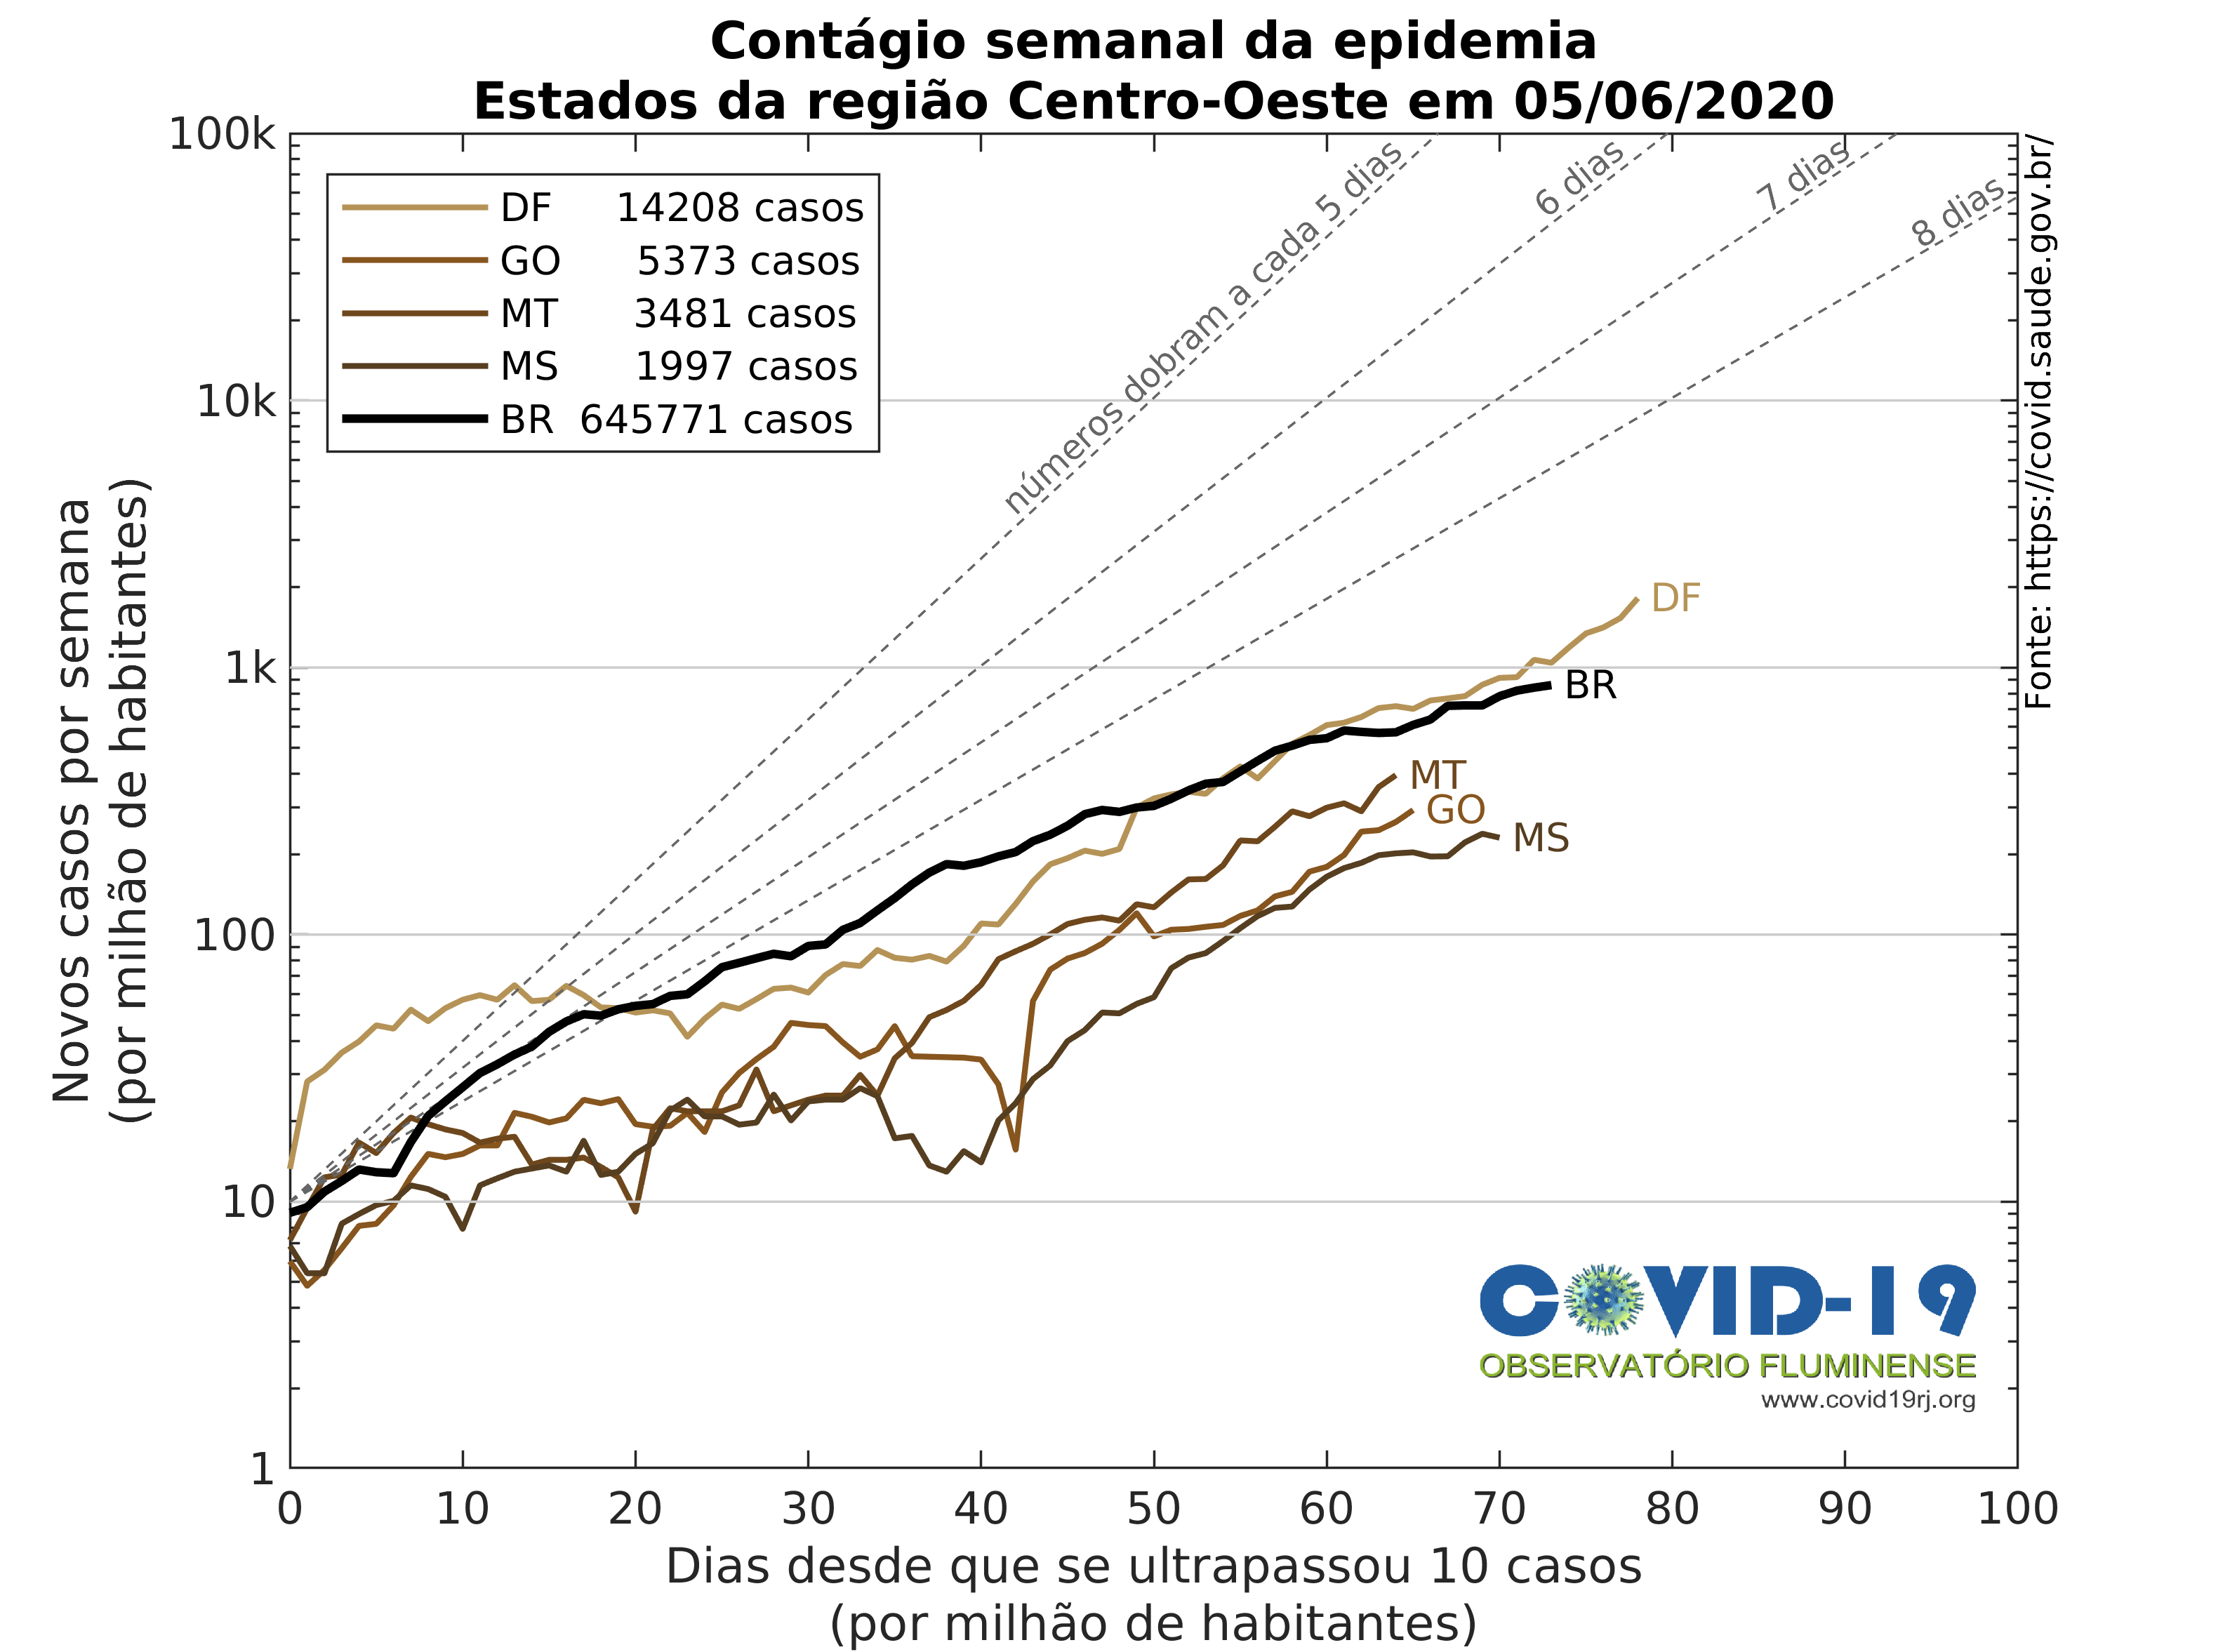 Contágio semanal da epidemia
Estados da região Centro-Oeste em 05/06/2020
100k
10k
1k
100
10
1
Novos casos por semana
(por milhão de habitantes)
DF 14208 casos
GO 5373 casos
MT 3481 casos
MS 1997 casos
BR 645771 casos
números dobram a cada 5 dias
6 dias
7 dias
8 dias
DF
BR
MT
GO
MS
Fonte: https://covid.saude.gov.br/
COVID-19
OBSERVATÓRIO FLUMINENSE
www.covid19rj.org
0 10 20 30 40 50 60 70 80 90 100
Dias desde que se ultrapassou 10 casos
(por milhão de habitantes)